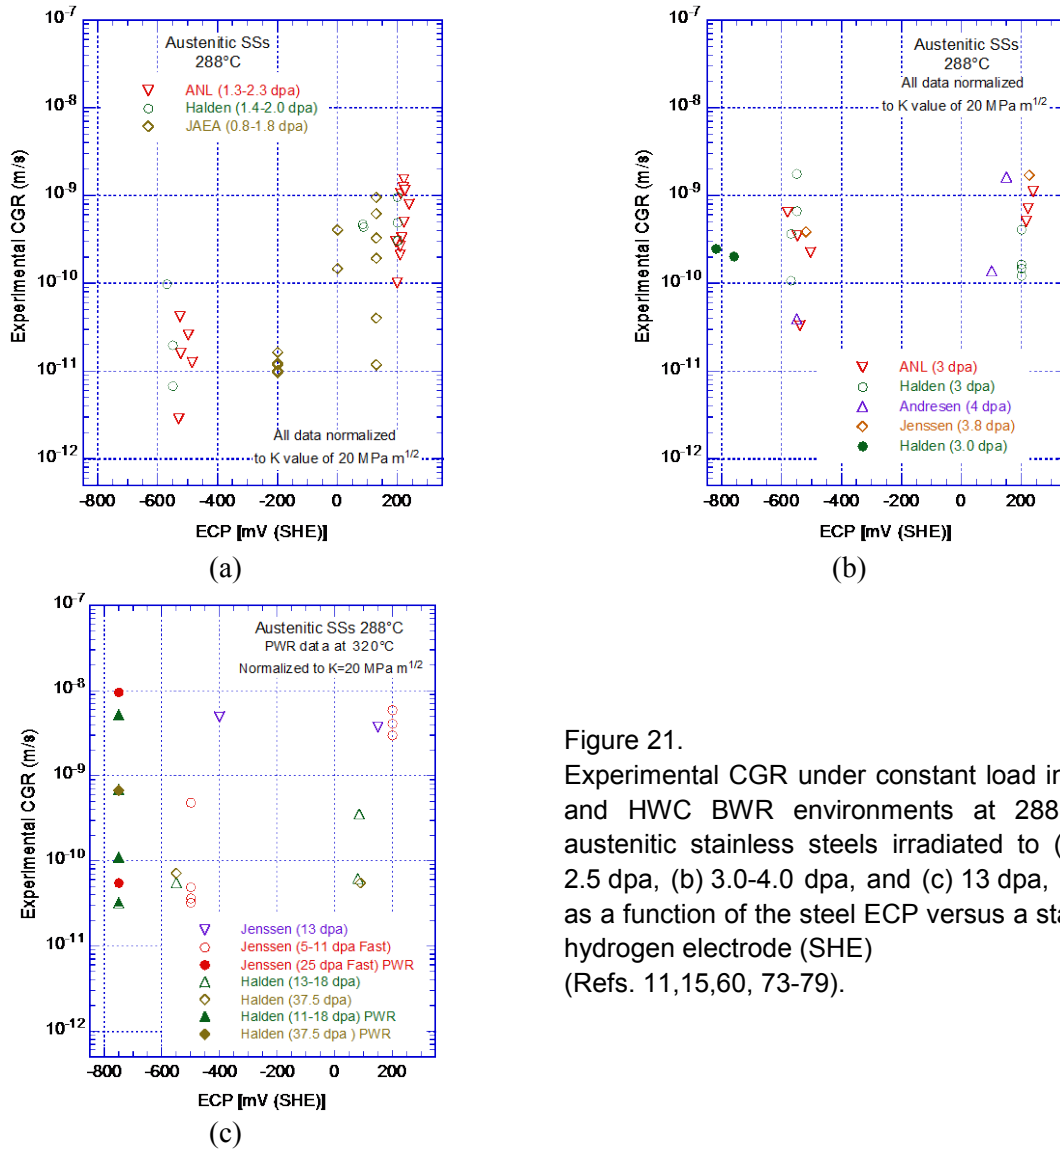 10-7
Austenitic SSs
288°C
ANL (1.3-2.3 dpa)
Halden (1.4-2.0 dpa)
JAEA (0.8-1.8 dpa)
10-8
10-9
10-10
10-11
10-12
Experimental CGR (m/s)
All data normalized
to K value of 20 MPa m1/2
-800 -600 -400 -200 0 200
ECP [mV (SHE)]
(a)
10-7
Austenitic SSs
288°C
All data normalized
to K value of 20 MPa m1/2
10-8
10-9
10-10
10-11
10-12
Experimental CGR (m/s)
ANL (3 dpa)
Halden (3 dpa)
Andresen (4 dpa)
Jenssen (3.8 dpa)
Halden (3.0 dpa)
-800 -600 -400 -200 0 200
ECP [mV (SHE)]
(b)
10-7
Austenitic SSs 288°C
PWR data at 320°C
Normalized to K=20 MPa m1/2
10-8
10-9
10-10
10-11
10-12
Experimental CGR (m/s)
Jenssen (13 dpa)
Jenssen (5-11 dpa Fast)
Jenssen (25 dpa Fast) PWR
Halden (13-18 dpa)
Halden (37.5 dpa)
Halden (11-18 dpa) PWR
Halden (37.5 dpa ) PWR
-800 -600 -400 -200 0 200
ECP [mV (SHE)]
(c)
Figure 21.
Experimental CGR under constant load in
and HWC BWR environments at 288
austenitic stainless steels irradiated to (
2.5 dpa, (b) 3.0-4.0 dpa, and (c) 13 dpa,
as a function of the steel ECP versus a sta
hydrogen electrode (SHE)
(Refs. 11,15,60, 73-79).